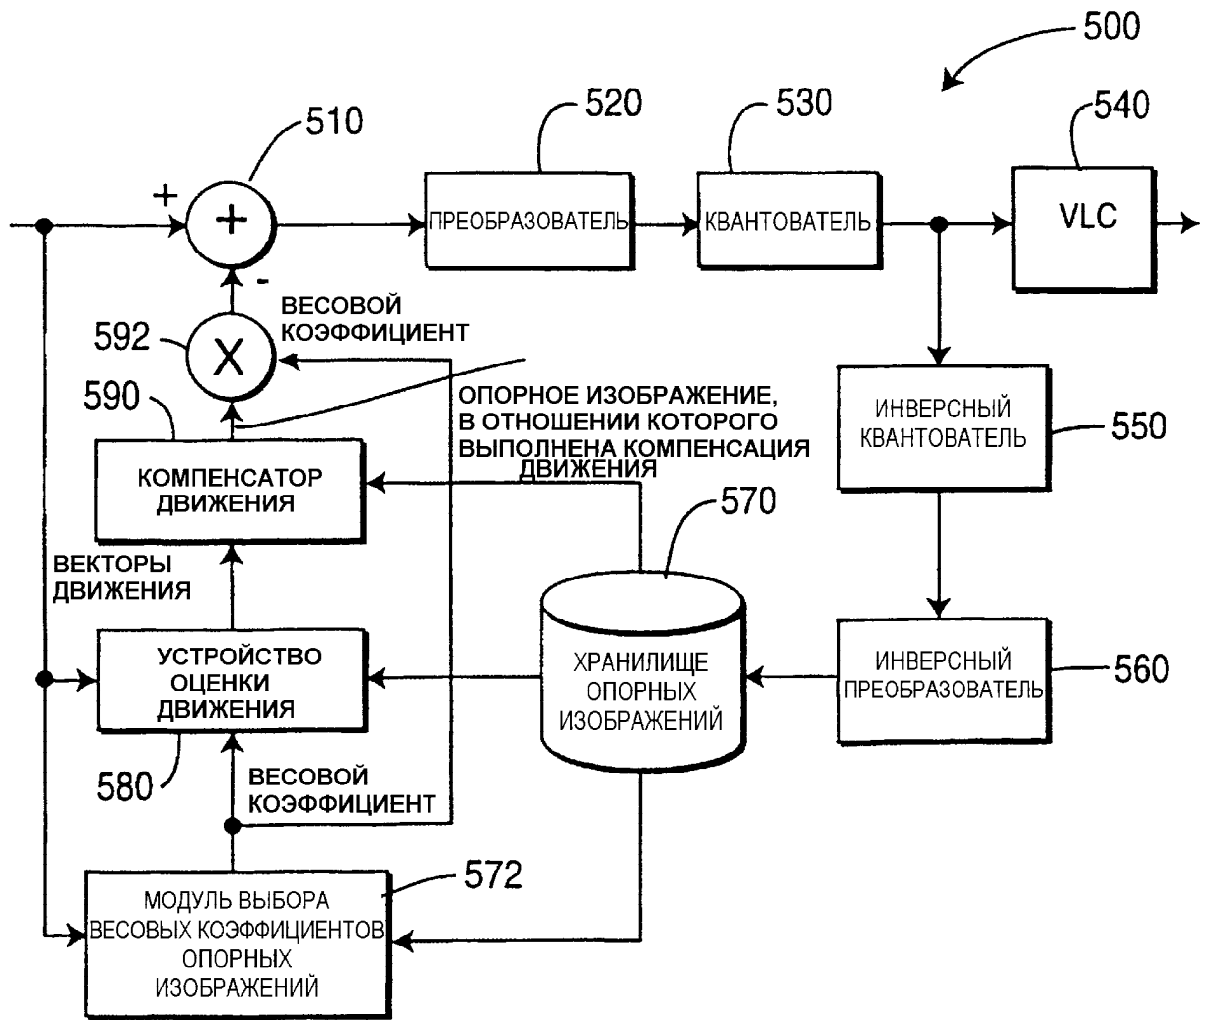 500
510
520
530
540
+
+
ПРЕОБРАЗОВАТЕЛЬ
КВАНТОВАТЕЛЬ
VLC
-
ВЕСОВОЙ
КОЭФФИЦИЕНТ
592
X
590
ОПОРНОЕ ИЗОБРАЖЕНИЕ,
В ОТНОШЕНИИ КОТОРОГО
ВЫПОЛНЕНА КОМПЕНСАЦИЯ
ДВИЖЕНИЯ
ИНВЕРСНЫЙ
КВАНТОВАТЕЛЬ
550
КОМПЕНСАТОР
ДВИЖЕНИЯ
570
ВЕКТОРЫ
ДВИЖЕНИЯ
УСТРОЙСТВО
ОЦЕНКИ
ДВИЖЕНИЯ
ХРАНИЛИЩЕ
ОПОРНЫХ
ИЗОБРАЖЕНИЙ
ИНВЕРСНЫЙ
ПРЕОБРАЗОВАТЕЛЬ
560
580
ВЕСОВОЙ
КОЭФФИЦИЕНТ
572
МОДУЛЬ ВЫБОРА
ВЕСОВЫХ КОЭФФИЦИЕНТОВ
ОПОРНЫХ
ИЗОБРАЖЕНИЙ